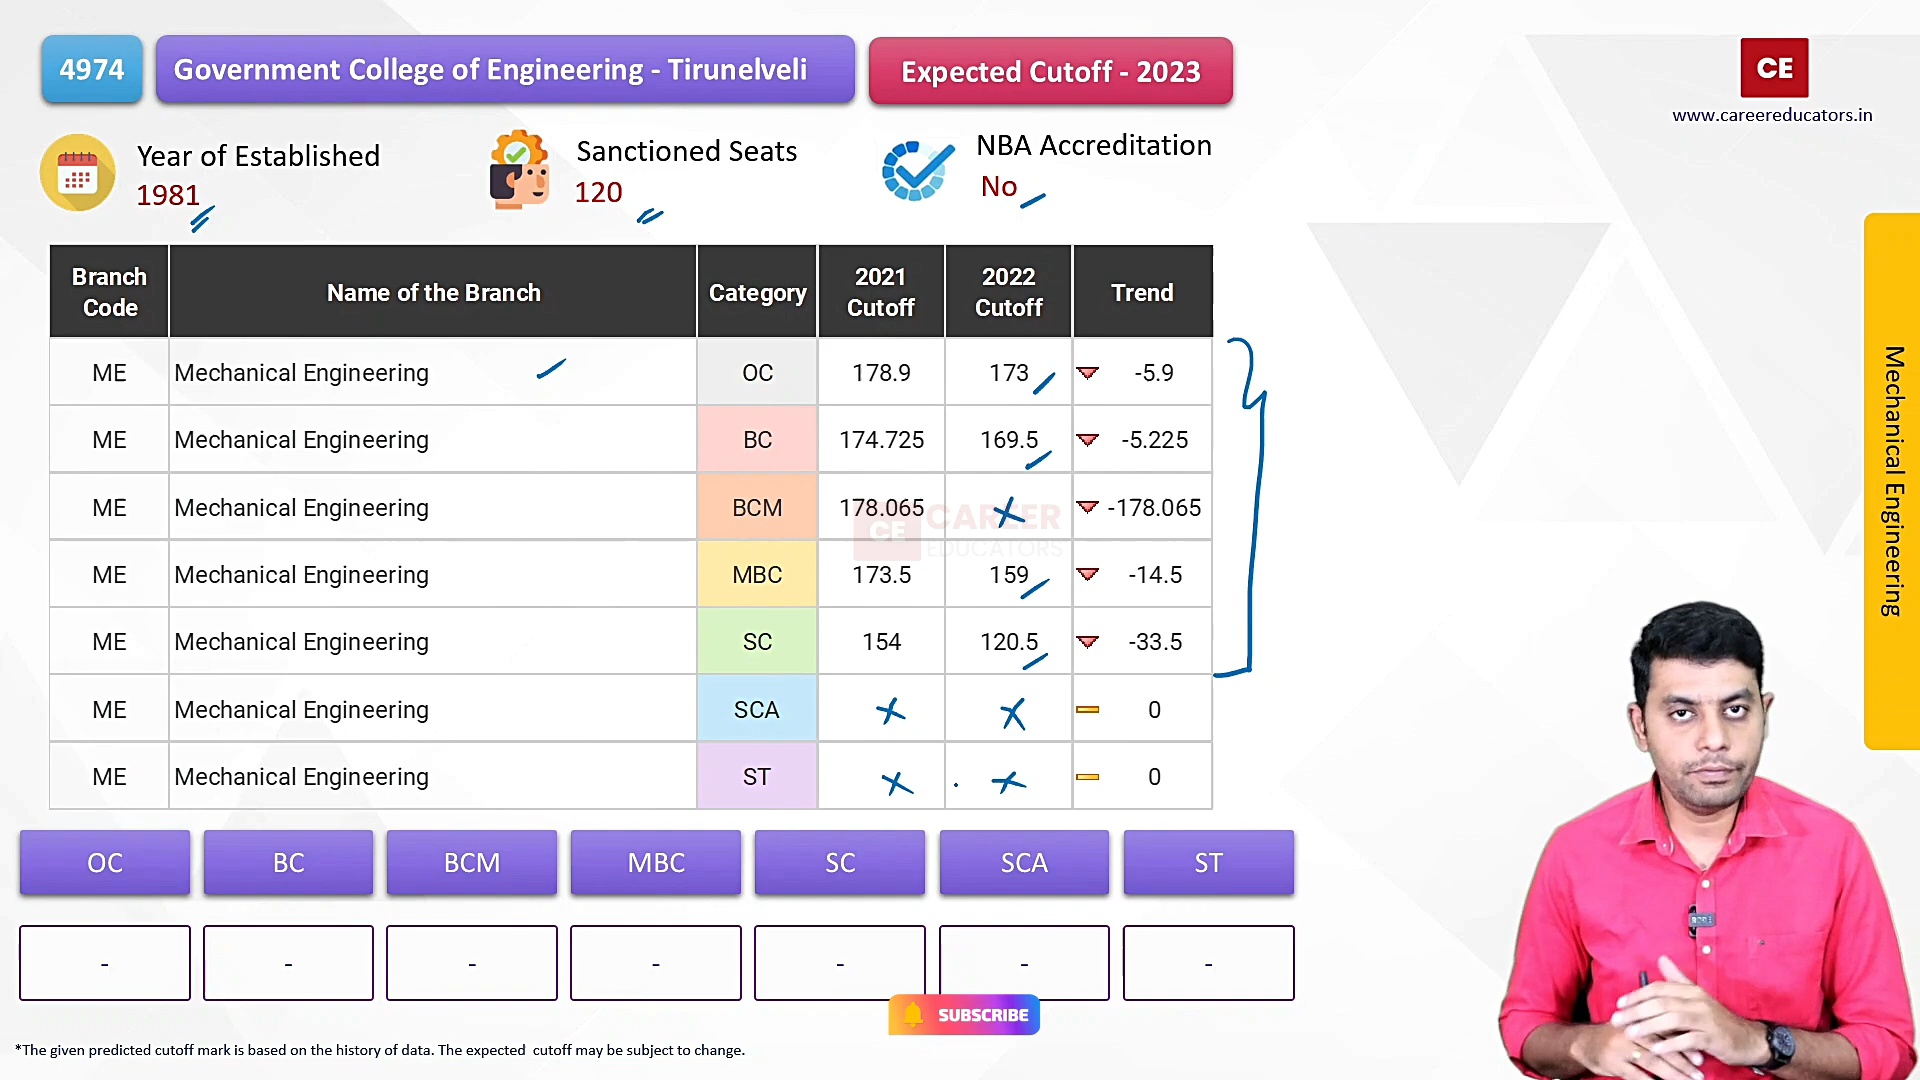 4974
Government College of Engineering - Tirunelveli
Expected Cutoff - 2023
CE
www.careereducators.in
Year of Established
1981
Sanctioned Seats
120
NBA Accreditation
No
Branch Code Name of the Branch Category 2021 Cutoff 2022 Cutoff Trend
ME Mechanical Engineering OC 178.9 173 -5.9
ME Mechanical Engineering BC 174.725 169.5 -5.225
ME Mechanical Engineering BCM 178.065 -178.065
ME Mechanical Engineering MBC 173.5 159 -14.5
ME Mechanical Engineering SC 154 120.5 -33.5
ME Mechanical Engineering SCA 0
ME Mechanical Engineering ST 0
CE CAREER
EDUCATORS
Mechanical Engineering
OC BC BCM MBC SC SCA ST
- - - - - - -
SUBSCRIBE
*The given predicted cutoff mark is based on the history of data. The expected cutoff may be subject to change.